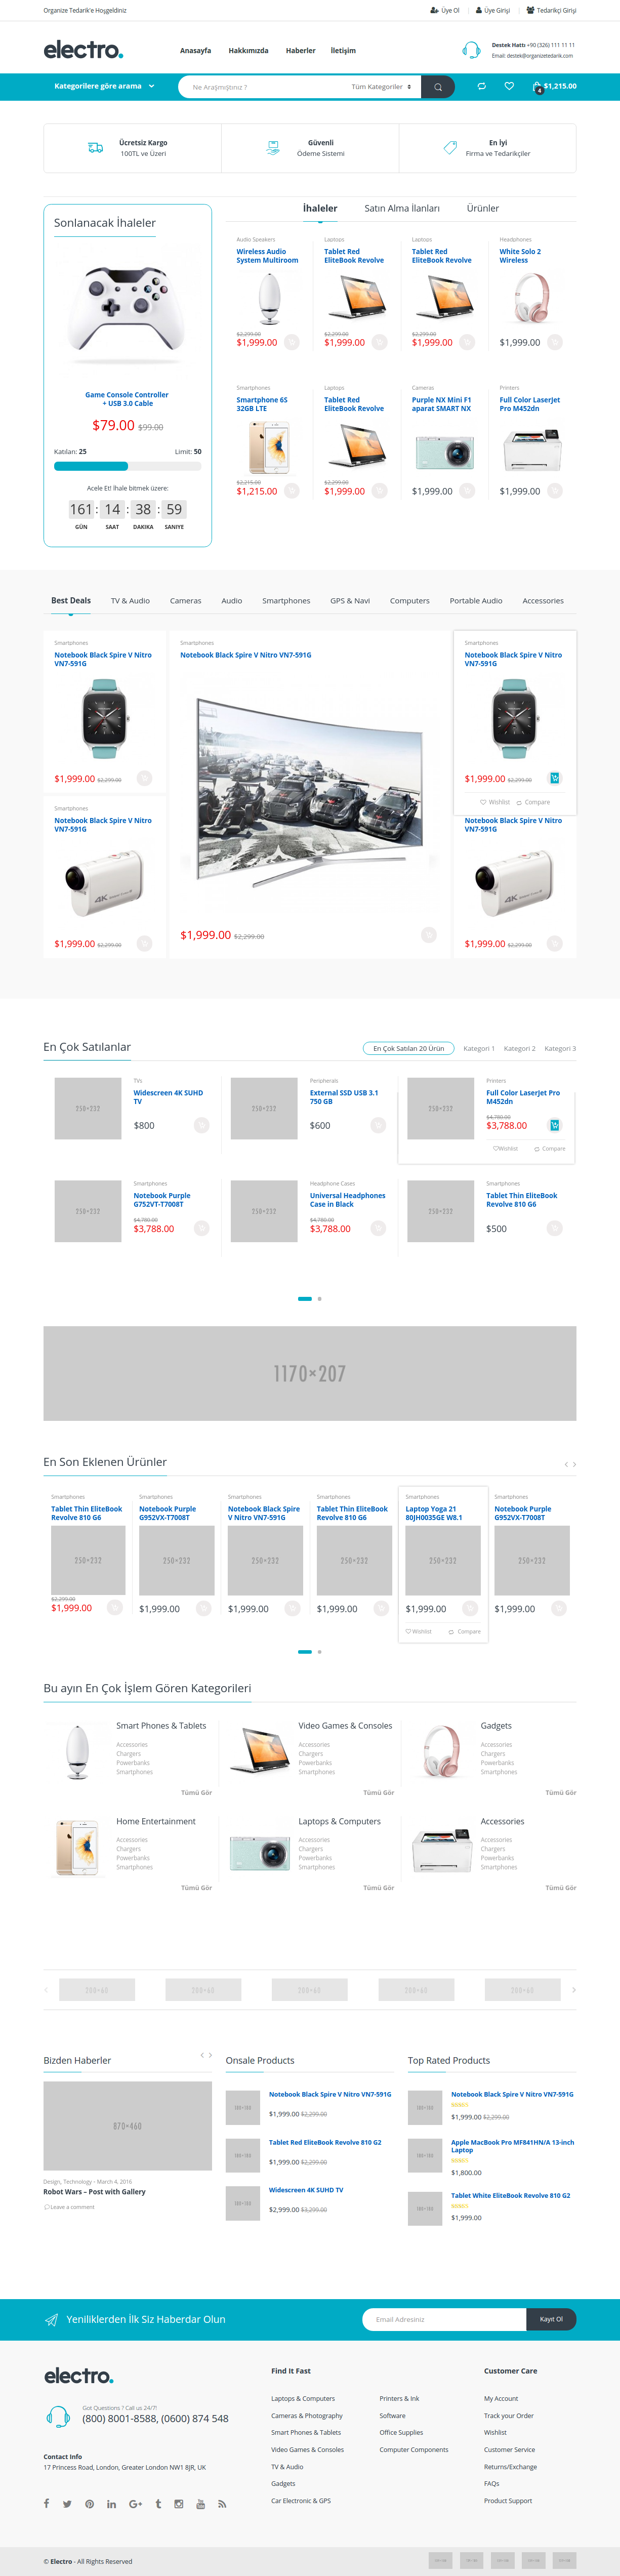 Organize Tedarik'e Hoşgeldiniz
Üye Ol
Üye Girişi
Tedarikçi Girişi
electro.
Anasayfa
Hakkımızda
Haberler
İletişim
Destek Hattı +90 (326) 111 11 11
Email: destek@organizetedarik.com
Kategorilere göre arama
Ne Araşmıştınız ?
Tüm Kategoriler
4
$1,215.00
Ücretsiz Kargo
100TL ve Üzeri
Güvenli
Ödeme Sistemi
En İyi
Firma ve Tedarikçiler
Sonlanacak İhaleler
Game Console Controller
+ USB 3.0 Cable
$79.00 $99.00
Katılan: 25
Limit: 50
Acele Et! İhale bitmek üzere:
161 : 14 : 38 : 59
GÜN SAAT DAKIKA SANIYE
İhaleler
Satın Alma İlanları
Ürünler
Audio Speakers
Wireless Audio
System Multiroom
$2,299.00
$1,999.00
Laptops
Tablet Red
EliteBook Revolve
$2,299.00
$1,999.00
Laptops
Tablet Red
EliteBook Revolve
$2,299.00
$1,999.00
Headphones
White Solo 2
Wireless
$1,999.00
Smartphones
Smartphone 6S
32GB LTE
$2,215.00
$1,215.00
Laptops
Tablet Red
EliteBook Revolve
$2,299.00
$1,999.00
Cameras
Purple NX Mini F1
aparat SMART NX
$1,999.00
Printers
Full Color LaserJet
Pro M452dn
$1,999.00
Best Deals
TV & Audio
Cameras
Audio
Smartphones
GPS & Navi
Computers
Portable Audio
Accessories
Smartphones
Notebook Black Spire V Nitro
VN7-591G
$1,999.00 $2,299.00
Smartphones
Notebook Black Spire V Nitro
VN7-591G
4K
$1,999.00 $2,299.00
Smartphones
Notebook Black Spire V Nitro VN7-591G
$1,999.00 $2,299.00
Smartphones
Notebook Black Spire V Nitro
VN7-591G
$1,999.00 $2,299.00
Wishlist
Compare
Notebook Black Spire V Nitro
VN7-591G
4K
$1,999.00 $2,299.00
En Çok Satılanlar
En Çok Satılan 20 Ürün
Kategori 1
Kategori 2
Kategori 3
250×232
TVs
Widescreen 4K SUHD
TV
$800
250×232
Peripherals
External SSD USB 3.1
750 GB
$600
250×232
Printers
Full Color LaserJet Pro
M452dn
$4,780.00
$3,788.00
Wishlist
Compare
250×232
Smartphones
Notebook Purple
G752VT-T7008T
$4,780.00
$3,788.00
250×232
Headphone Cases
Universal Headphones
Case in Black
$4,780.00
$3,788.00
250×232
Smartphones
Tablet Thin EliteBook
Revolve 810 G6
$500
1170×207
En Son Eklenen Ürünler
Smartphones
Tablet Thin EliteBook
Revolve 810 G6
250×232
$2,299.00
$1,999.00
Smartphones
Notebook Purple
G952VX-T7008T
250×232
$1,999.00
Smartphones
Notebook Black Spire
V Nitro VN7-591G
250×232
$1,999.00
Smartphones
Tablet Thin EliteBook
Revolve 810 G6
250×232
$1,999.00
Smartphones
Laptop Yoga 21
80JH0035GE W8.1
250×232
$1,999.00
Wishlist
Compare
Smartphones
Notebook Purple
G952VX-T7008T
250×232
$1,999.00
Bu ayın En Çok İşlem Gören Kategorileri
Smart Phones & Tablets
Accessories
Chargers
Powerbanks
Smartphones
Tümü Gör
Video Games & Consoles
Accessories
Chargers
Powerbanks
Smartphones
Tümü Gör
Gadgets
Accessories
Chargers
Powerbanks
Smartphones
Tümü Gör
Home Entertainment
Accessories
Chargers
Powerbanks
Smartphones
Tümü Gör
Laptops & Computers
Accessories
Chargers
Powerbanks
Smartphones
Tümü Gör
Accessories
Accessories
Chargers
Powerbanks
Smartphones
Tümü Gör
200×60
200×60
200×60
200×60
200×60
Bizden Haberler
870×460
Design, Technology - March 4, 2016
Robot Wars – Post with Gallery
Leave a comment
Onsale Products
Notebook Black Spire V Nitro VN7-591G
$1,999.00 $2,299.00
Tablet Red EliteBook Revolve 810 G2
$1,999.00 $2,299.00
Widescreen 4K SUHD TV
$2,999.00 $3,299.00
Top Rated Products
Notebook Black Spire V Nitro VN7-591G
$1,999.00 $2,299.00
Apple MacBook Pro MF841HN/A 13-inch
Laptop
$1,800.00
Tablet White EliteBook Revolve 810 G2
$1,999.00
Yeniliklerden İlk Siz Haberdar Olun
Email Adresiniz
Kayıt Ol
electro.
Got Questions ? Call us 24/7!
(800) 8001-8588, (0600) 874 548
Contact Info
17 Princess Road, London, Greater London NW1 8JR, UK
Find It Fast
Laptops & Computers
Cameras & Photography
Smart Phones & Tablets
Video Games & Consoles
TV & Audio
Gadgets
Car Electronic & GPS
Printers & Ink
Software
Office Supplies
Computer Components
Customer Care
My Account
Track your Order
Wishlist
Customer Service
Returns/Exchange
FAQs
Product Support
© Electro - All Rights Reserved